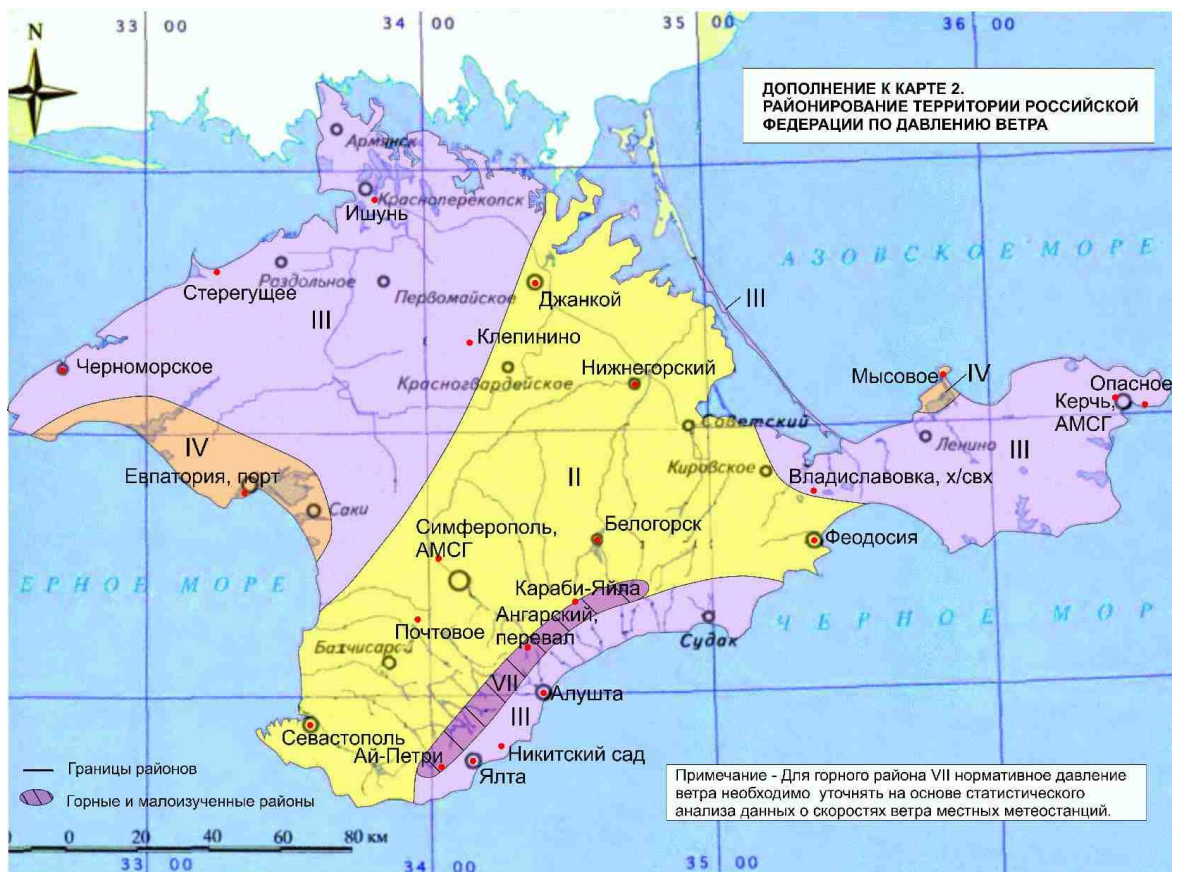 33 00
34 00
35 00
36 00
N
ДОПОЛНЕНИЕ К КАРТЕ 2.
РАЙОНИРОВАНИЕ ТЕРРИТОРИИ РОССИЙСКОЙ
ФЕДЕРАЦИИ ПО ДАВЛЕНИЮ ВЕТРА
Армянск
Красноперекопск
Ишунь
АЗОВСКОЕ МОРЕ
Стерегущее
Раздольное
Первомайское
Джанкой
III
III
Клепинино
Черноморское
Красногвардейское
Нижнегорский
Мысовое
IV
Опасное
Керчь,
АМСГ
Советский
Ленино
III
IV
Евпатория, порт
Саки
II
Кировское
Владиславовка, х/свх
Симферополь,
АМСГ
Белогорск
Феодосия
ЕРНОЕ МОРЕ
Караби-Яйла
Ангарский,
перевал
ЧЕРНОЕ МОР
Почтовое
Судак
VII
Алушта
III
Севастополь
Ай-Петри
Никитский сад
Ялта
Границы районов
Горные и малоизученные районы
Примечание - Для горного района VII нормативное давление
ветра необходимо уточнять на основе статистического
анализа данных о скоростях ветра местных метеостанций.
0 20 40 60 80 км
33 00
34 00
35 00